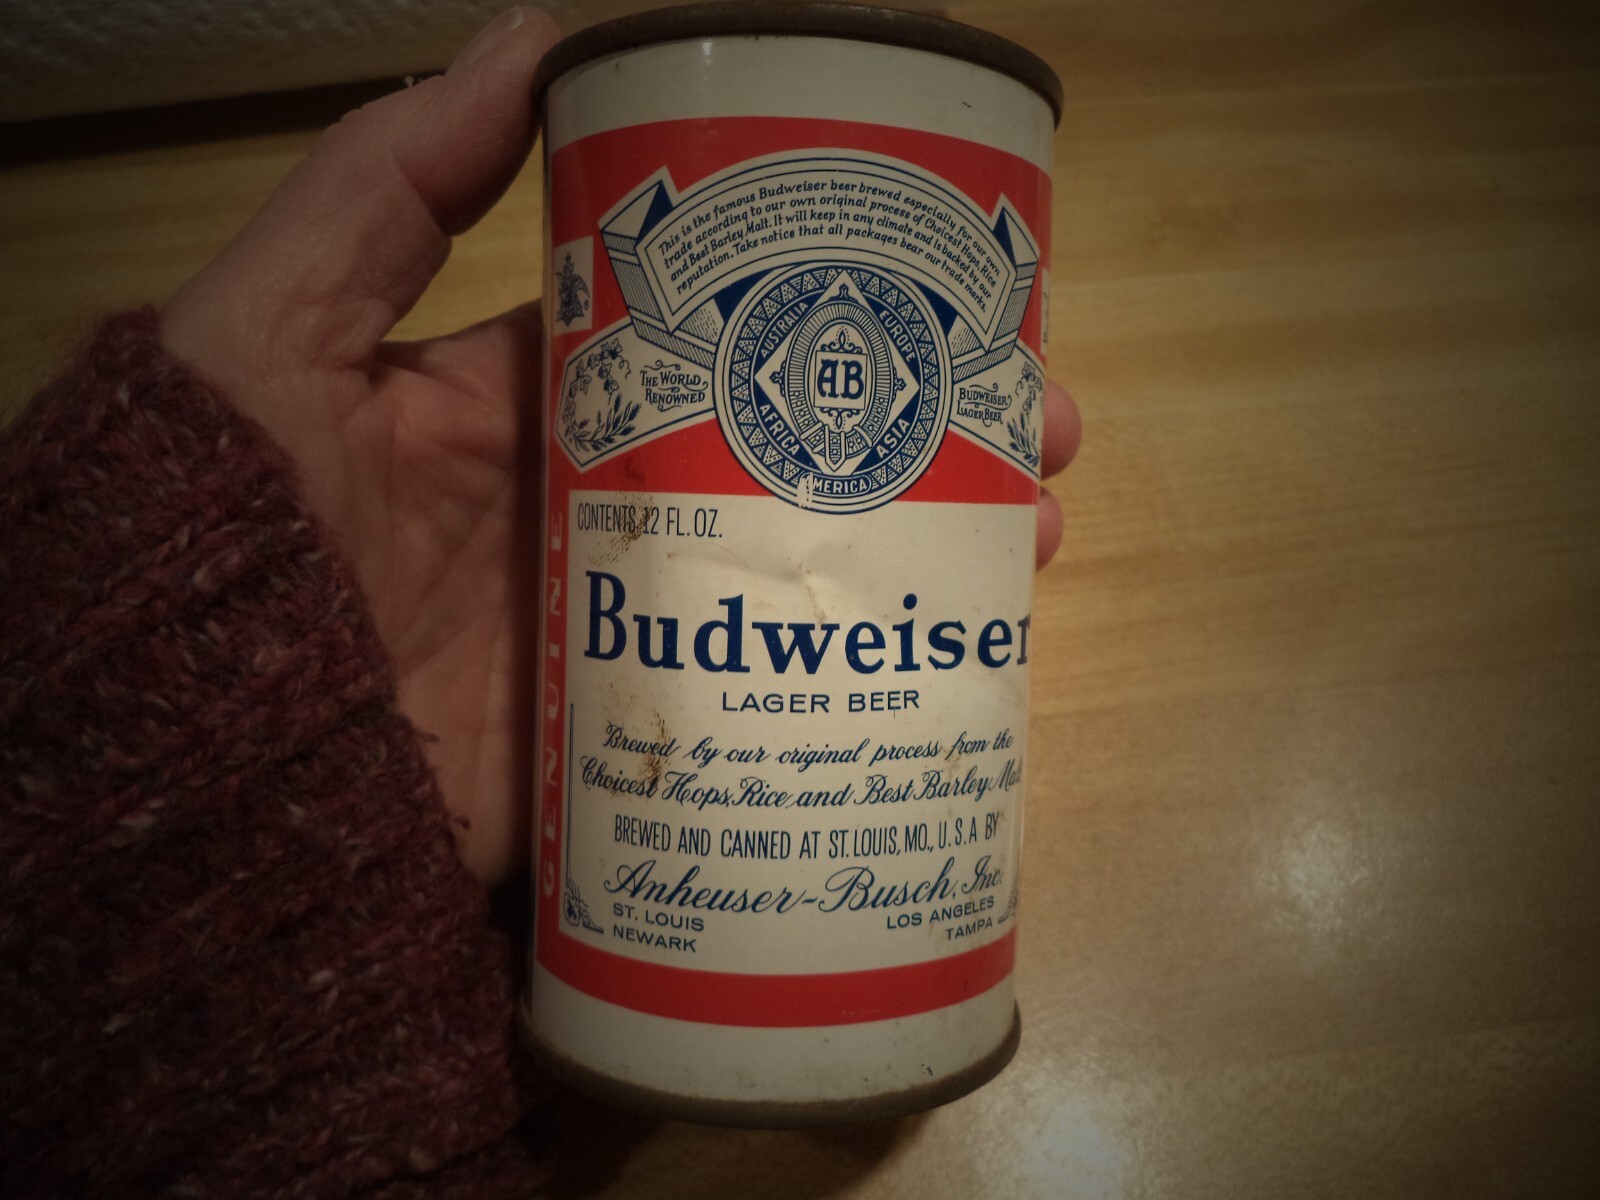 This is the famous Budweiser beer brewed especially for our own
trade according to our own original process of Choicest Hops, Rice
and Best Barley Malt. It will keep in any climate and is backed by our
reputation. Take notice that all packages bear our trade marks.
AUSTRALIA
EUROPE
AB
AFRICA
ASIA
MERICA
THE WORLD
RENOWNED
BUDWEISER
LAGER BEER
GENUINE
CONTENTS 12 FL. OZ.
Budweiser
LAGER BEER
Brewed by our original process from the
Choicest Hops, Rice and Best Barley Malt
BREWED AND CANNED AT ST. LOUIS, MO., U.S.A BY
Anheuser-Busch, Inc.
ST. LOUIS
NEWARK
LOS ANGELES
TAMPA